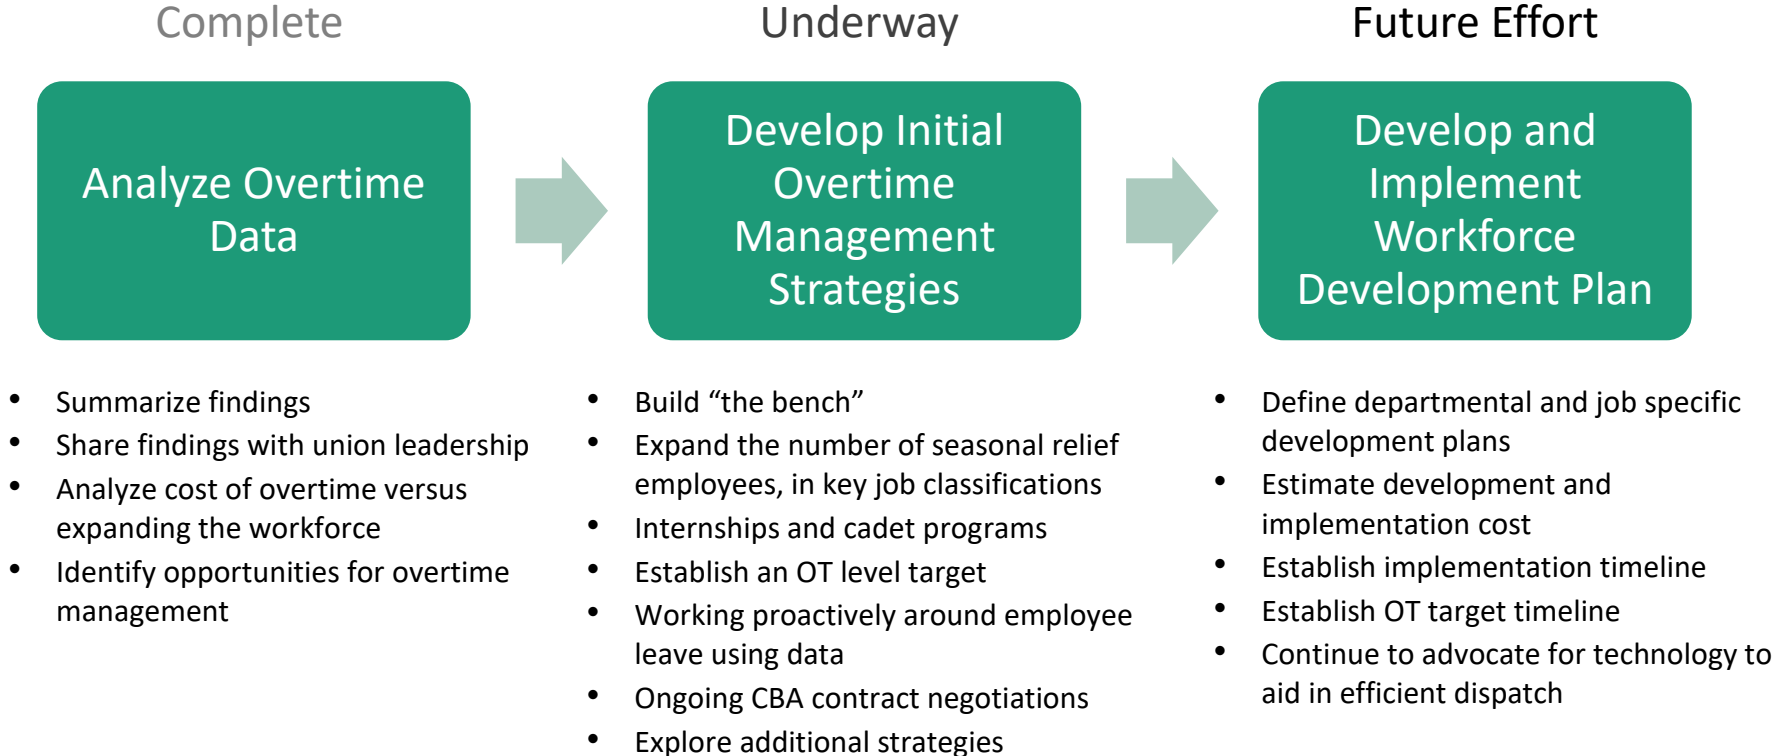 Complete
Analyze Overtime
Data
• Summarize findings
• Share findings with union leadership
• Analyze cost of overtime versus
expanding the workforce
• Identify opportunities for overtime
management
Underway
Develop Initial
Overtime
Management
Strategies
• Build “the bench”
• Expand the number of seasonal relief
employees, in key job classifications
• Internships and cadet programs
• Establish an OT level target
• Working proactively around employee
leave using data
• Ongoing CBA contract negotiations
• Explore additional strategies
Future Effort
Develop and
Implement
Workforce
Development Plan
• Define departmental and job specific
development plans
• Estimate development and
implementation cost
• Establish implementation timeline
• Establish OT target timeline
• Continue to advocate for technology to
aid in efficient dispatch